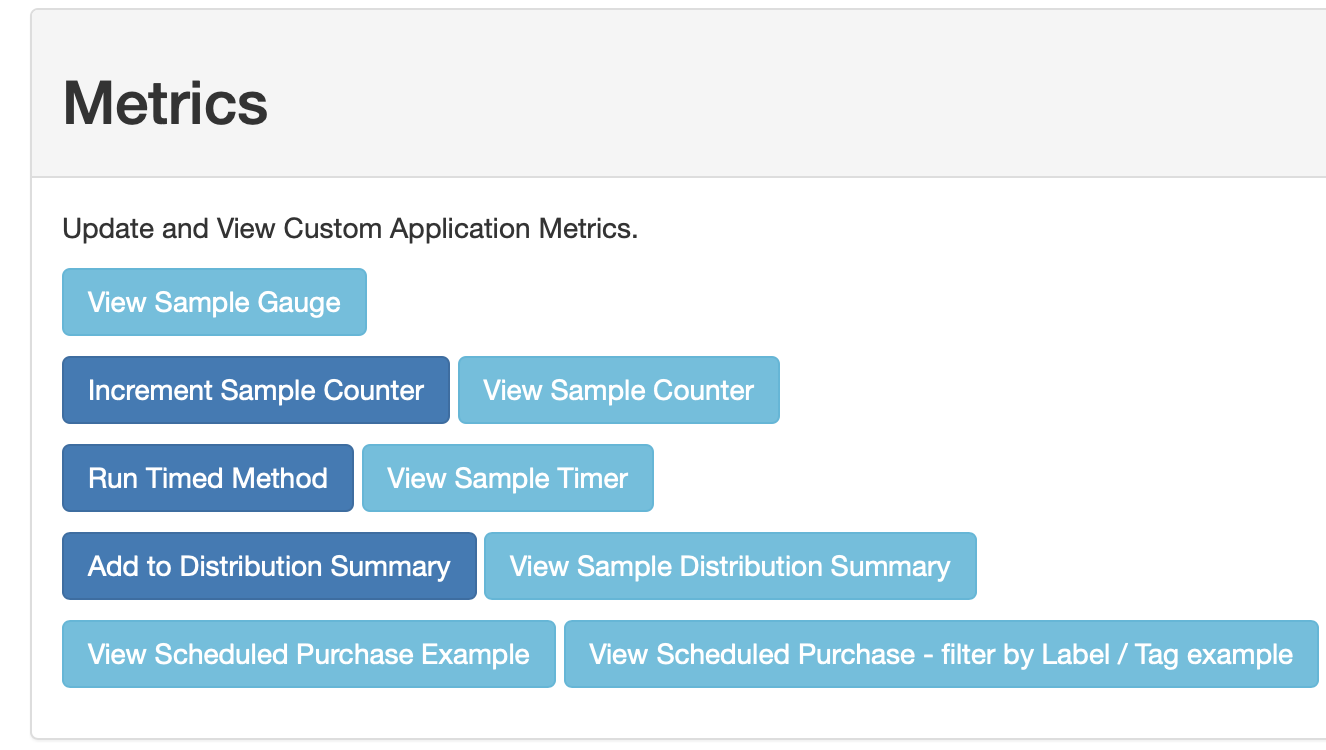 Metrics
Update and View Custom Application Metrics.
View Sample Gauge
Increment Sample Counter View Sample Counter
Run Timed Method View Sample Timer
Add to Distribution Summary View Sample Distribution Summary
View Scheduled Purchase Example View Scheduled Purchase - filter by Label / Tag example